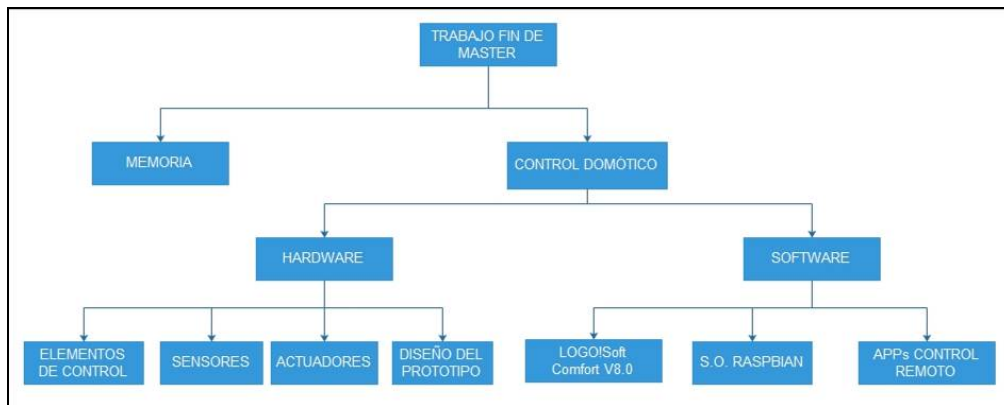 TRABAJO FIN DE
MASTER
MEMORIA
CONTROL DOMÓTICO
HARDWARE
SOFTWARE
ELEMENTOS
DE CONTROL
SENSORES
ACTUADORES
DISEÑO DEL
PROTOTIPO
LOGO!Soft
Comfort V8.0
S.O. RASPBIAN
APPs CONTROL
REMOTO